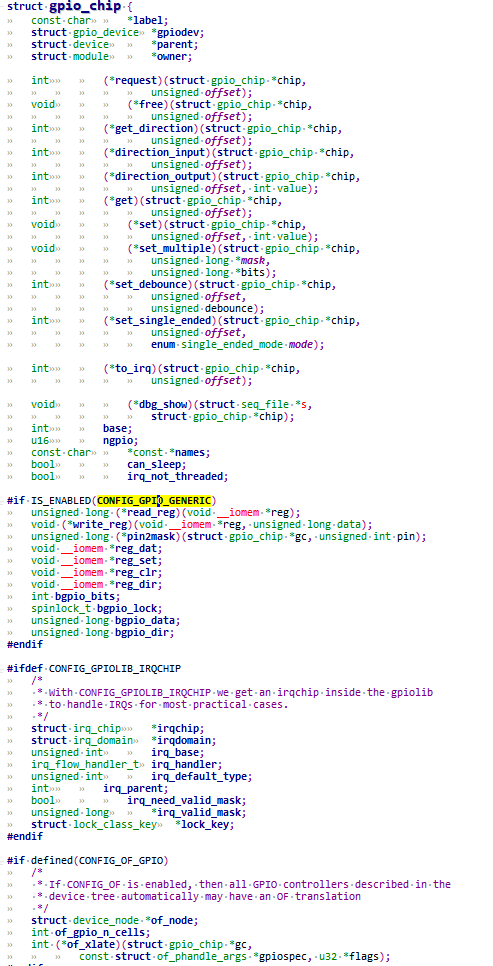 struct gpio_chip {
const char *label;
struct gpio_device *gpiodev;
struct device *parent;
struct module *owner;
int (*request)(struct gpio_chip *chip,
unsigned offset);
void (*free)(struct gpio_chip *chip,
unsigned offset);
int (*get_direction)(struct gpio_chip *chip,
unsigned offset);
int (*direction_input)(struct gpio_chip *chip,
unsigned offset);
int (*direction_output)(struct gpio_chip *chip,
unsigned offset, int value);
int (*get)(struct gpio_chip *chip,
unsigned offset);
void (*set)(struct gpio_chip *chip,
unsigned offset, int value);
void (*set_multiple)(struct gpio_chip *chip,
unsigned long *mask,
unsigned long *bits);
int (*set_debounce)(struct gpio_chip *chip,
unsigned offset,
unsigned debounce);
int (*set_single_ended)(struct gpio_chip *chip,
unsigned offset,
enum single_ended_mode mode);
int (*to_irq)(struct gpio_chip *chip,
unsigned offset);
void (*dbg_show)(struct seq_file *s,
struct gpio_chip *chip);
int base;
u16 ngpio;
const char *const *names;
bool can_sleep;
bool irq_not_threaded;
#if IS_ENABLED(CONFIG_GPIO_GENERIC)
unsigned long (*read_reg)(void __iomem *reg);
void (*write_reg)(void __iomem *reg, unsigned long data);
unsigned long (*pin2mask)(struct gpio_chip *gc, unsigned int pin);
void __iomem *reg_dat;
void __iomem *reg_set;
void __iomem *reg_clr;
void __iomem *reg_dir;
int bgpio_bits;
spinlock_t bgpio_lock;
unsigned long bgpio_data;
unsigned long bgpio_dir;
#endif
#ifdef CONFIG_GPIOLIB_IRQCHIP
/*
* With CONFIG_GPIOLIB_IRQCHIP we get an irqchip inside the gpiolib
* to handle IRQs for most practical cases.
*/
struct irq_chip *irqchip;
struct irq_domain *irqdomain;
unsigned int irq_base;
irq_flow_handler_t irq_handler;
unsigned int irq_default_type;
int irq_parent;
bool irq_need_valid_mask;
unsigned long *irq_valid_mask;
struct lock_class_key *lock_key;
#endif
#if defined(CONFIG_OF_GPIO)
/*
* If CONFIG_OF is enabled, then all GPIO controllers described in the
* device tree automatically may have an OF translation
*/
struct device_node *of_node;
int of_gpio_n_cells;
int (*of_xlate)(struct gpio_chip *gc,
const struct of_phandle_args *gpiospec, u32 *flags);